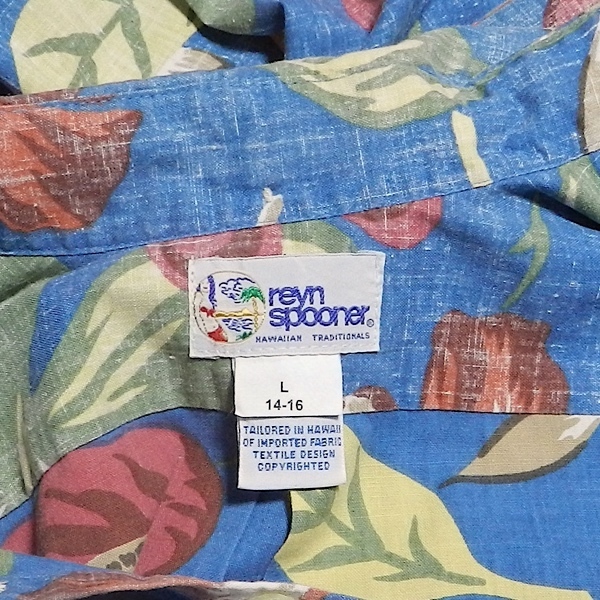 reyn
spooner®
HAWAIIAN TRADITIONALS
L
14-16
TAILORED IN HAWAII
OF IMPORTED FABRIC
TEXTILE DESIGN
COPYRIGHTED